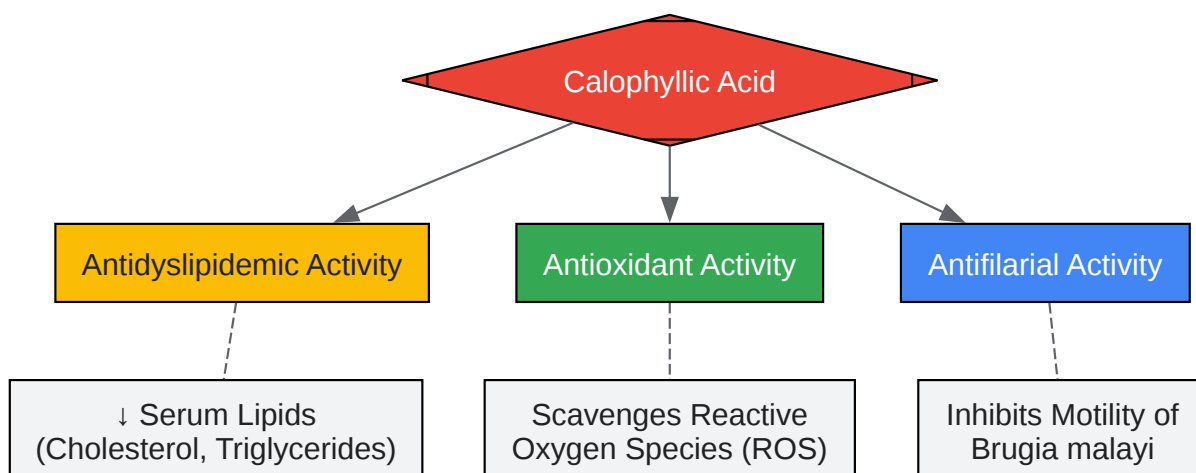 Calophyllic Acid
Antidyslipidemic Activity
Antioxidant Activity
Antifilarial Activity
↓ Serum Lipids
(Cholesterol, Triglycerides)
Scavenges Reactive
Oxygen Species (ROS)
Inhibits Motility of
Brugia malayi